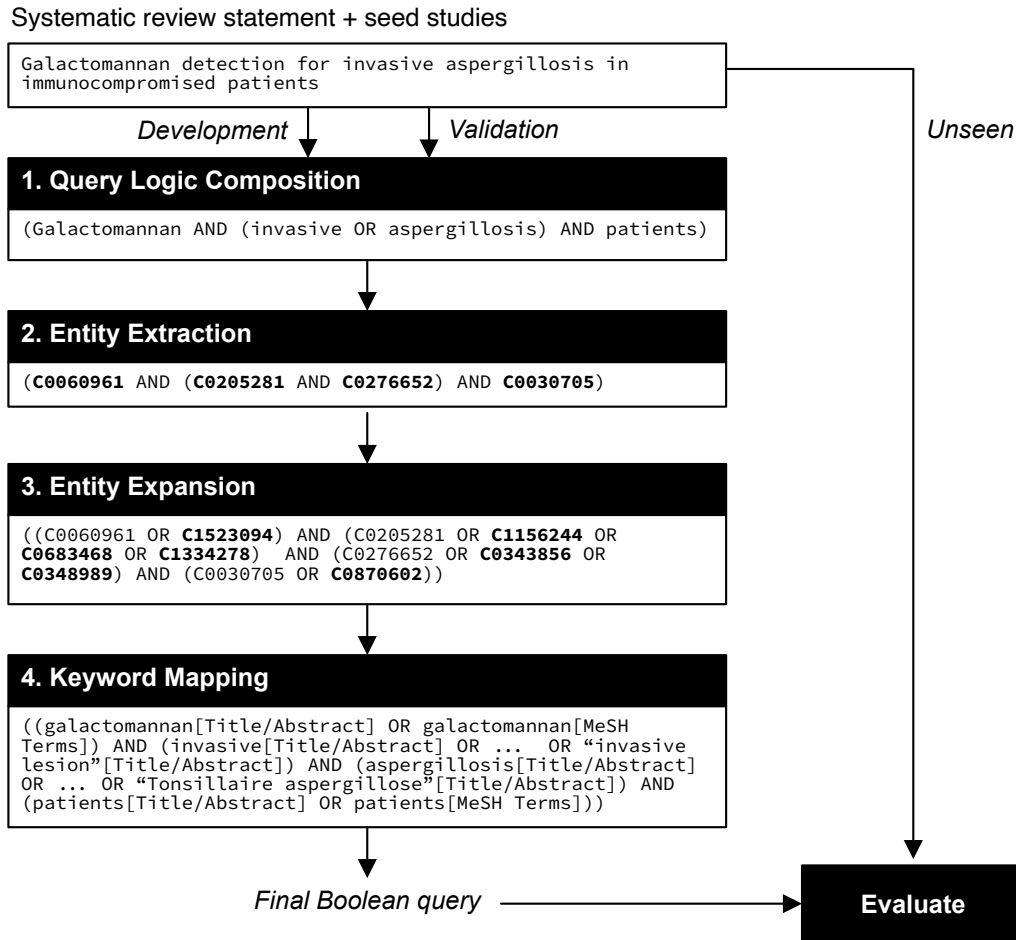 Systematic review statement + seed studies
Galactomannan detection for invasive aspergillosis in
immunocompromised patients
Development
Validation
Unseen
1. Query Logic Composition
(Galactomannan AND (invasive OR aspergillosis) AND patients)
2. Entity Extraction
(C0060961 AND (C0205281 AND C0276652) AND C0030705)
3. Entity Expansion
((C0060961 OR C1523094) AND (C0205281 OR C1156244 OR
C0683468 OR C1334278)  AND (C0276652 OR C0343856 OR
C0348989) AND (C0030705 OR C0870602))
4. Keyword Mapping
((galactomannan[Title/Abstract] OR galactomannan[MeSH
Terms]) AND (invasive[Title/Abstract] OR ...  OR “invasive
lesion”[Title/Abstract]) AND (aspergillosis[Title/Abstract]
OR ... OR “Tonsillaire aspergillose”[Title/Abstract]) AND
(patients[Title/Abstract] OR patients[MeSH Terms]))
Final Boolean query
Evaluate